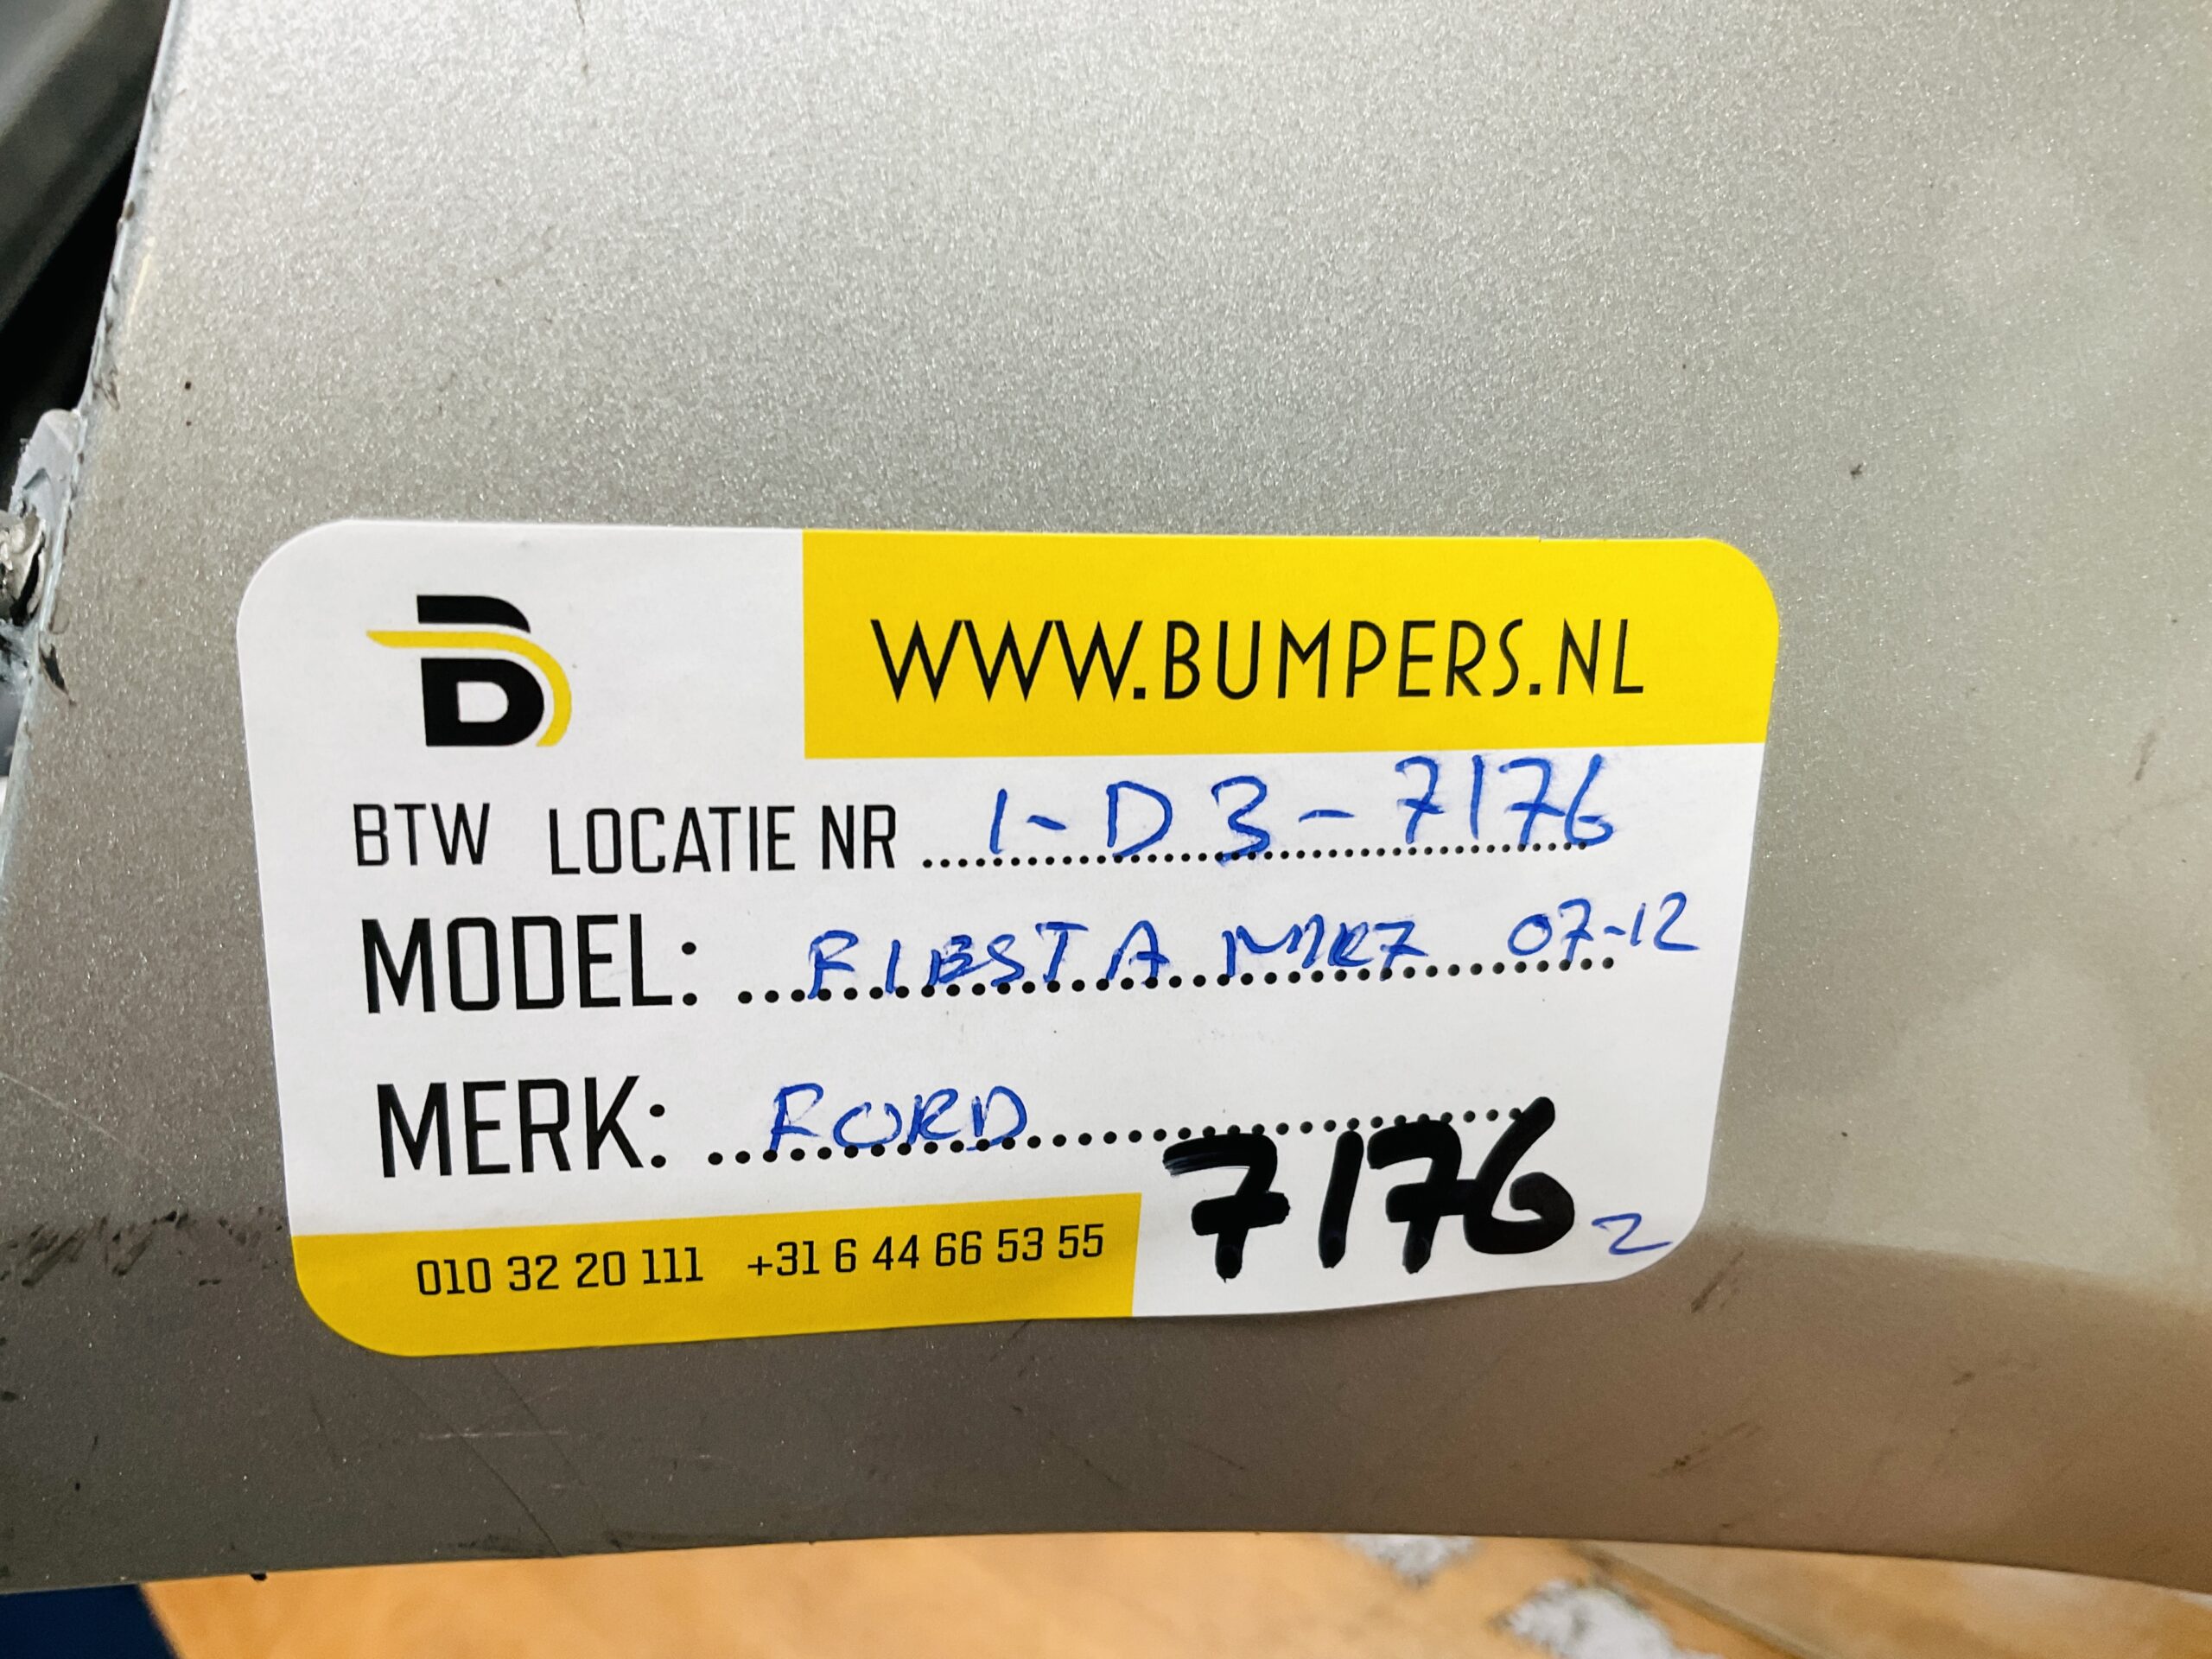 WWW.BUMPERS.NL
BTW LOCATIE NR 1-D3-7176
MODEL: FIESTA MK7 07-12
MERK: FORD
7176 2
010 32 20 111 +31 6 44 66 53 55